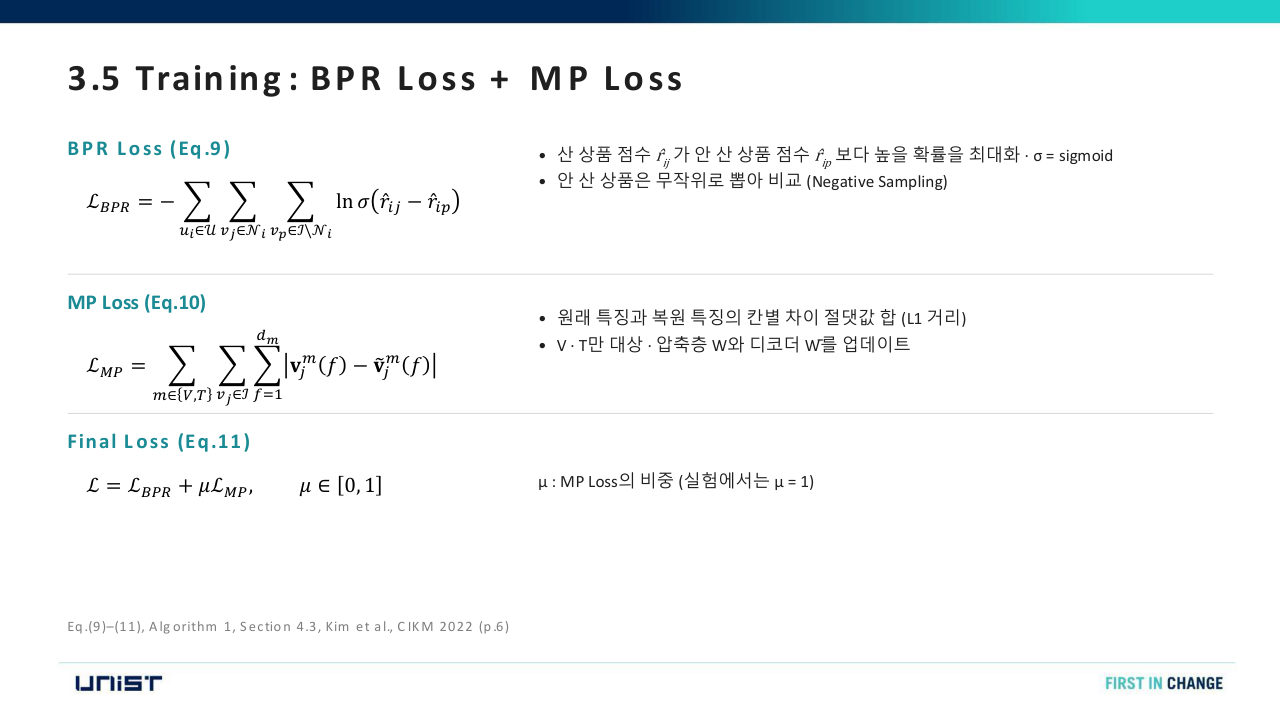 3.5 Training : BPR Loss + MP Loss
BPR Loss (Eq.9)
ℒ_BPR = − ∑_{u_i∈𝒰} ∑_{v_j∈𝒩_i} ∑_{v_p∈ℐ\𝒩_i} ln σ(r̂_ij − r̂_ip)
• 산 상품 점수 r̂_ij 가 안 산 상품 점수 r̂_ip 보다 높을 확률을 최대화 · σ = sigmoid
• 안 산 상품은 무작위로 뽑아 비교 (Negative Sampling)
MP Loss (Eq.10)
ℒ_MP = ∑_{m∈{V,T}} ∑_{v_j∈ℐ} ∑_{f=1}^{d_m} |𝐯_j^m(f) − 𝐯̃_j^m(f)|
• 원래 특징과 복원 특징의 칸별 차이 절댓값 합 (L1 거리)
• V · T만 대상 · 압축층 W와 디코더 W̃를 업데이트
Final Loss (Eq.11)
ℒ = ℒ_BPR + μℒ_MP, μ ∈ [0, 1]
μ : MP Loss의 비중 (실험에서는 μ = 1)
Eq.(9)–(11), Algorithm 1, Section 4.3, Kim et al., CIKM 2022 (p.6)
UNIST
FIRST IN CHANGE